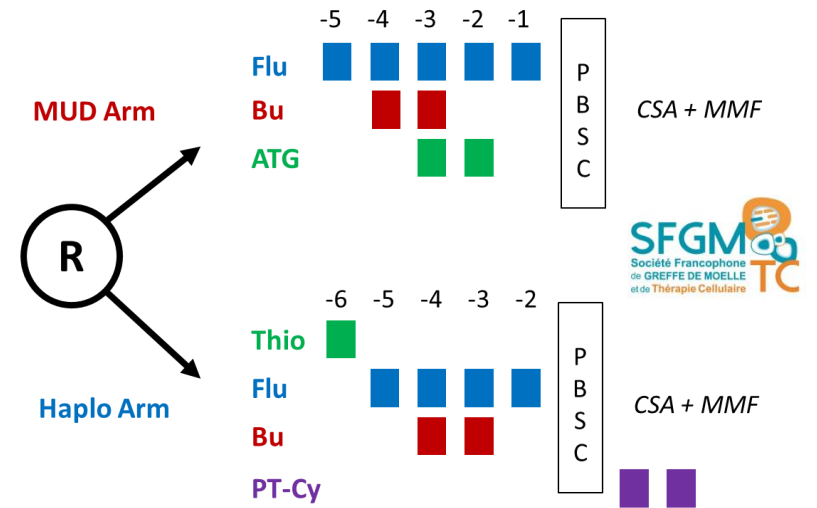 -5 -4 -3 -2 -1
Flu
MUD Arm
Bu
CSA + MMF
ATG
P
B
S
C
R
SFGM
TC
Société Francophone
de GREFFE DE MOELLE
et de Thérapie Cellulaire
-6 -5 -4 -3 -2
Thio
Flu
Haplo Arm
CSA + MMF
Bu
PT-Cy
P
B
S
C